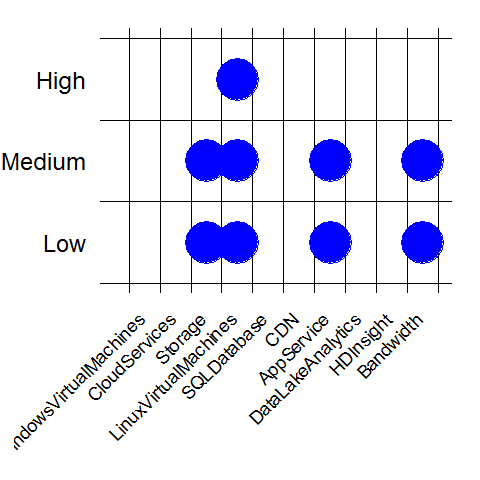 High
Medium
Low
ndowsVirtualMachines
CloudServices
Storage
LinuxVirtualMachines
SQLDatabase
CDN
AppService
DataLakeAnalytics
HDInsight
Bandwidth